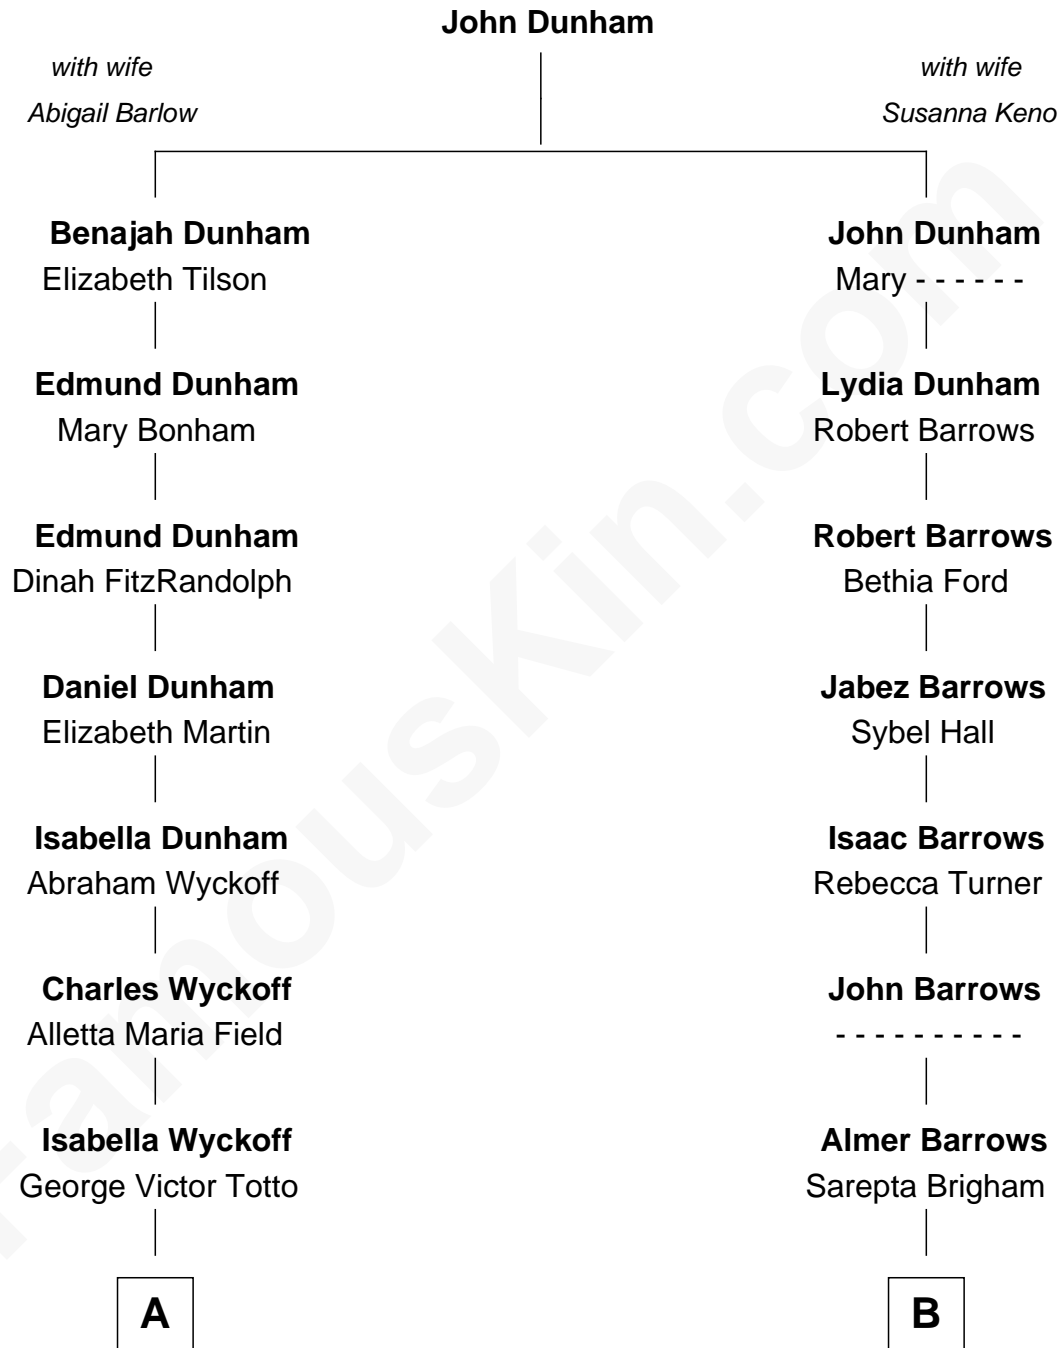 John Dunham
with wife
Abigail Barlow
with wife
Susanna Keno
Benajah Dunham
Elizabeth Tilson
John Dunham
Mary - - - - - -
Edmund Dunham
Mary Bonham
Lydia Dunham
Robert Barrows
Edmund Dunham
Dinah FitzRandolph
Robert Barrows
Bethia Ford
Daniel Dunham
Elizabeth Martin
Jabez Barrows
Sybel Hall
Isabella Dunham
Abraham Wyckoff
Isaac Barrows
Rebecca Turner
Charles Wyckoff
Alletta Maria Field
John Barrows
- - - - - - - - - -
Isabella Wyckoff
George Victor Totto
Almer Barrows
Sarepta Brigham
A
B
FamousKin.com